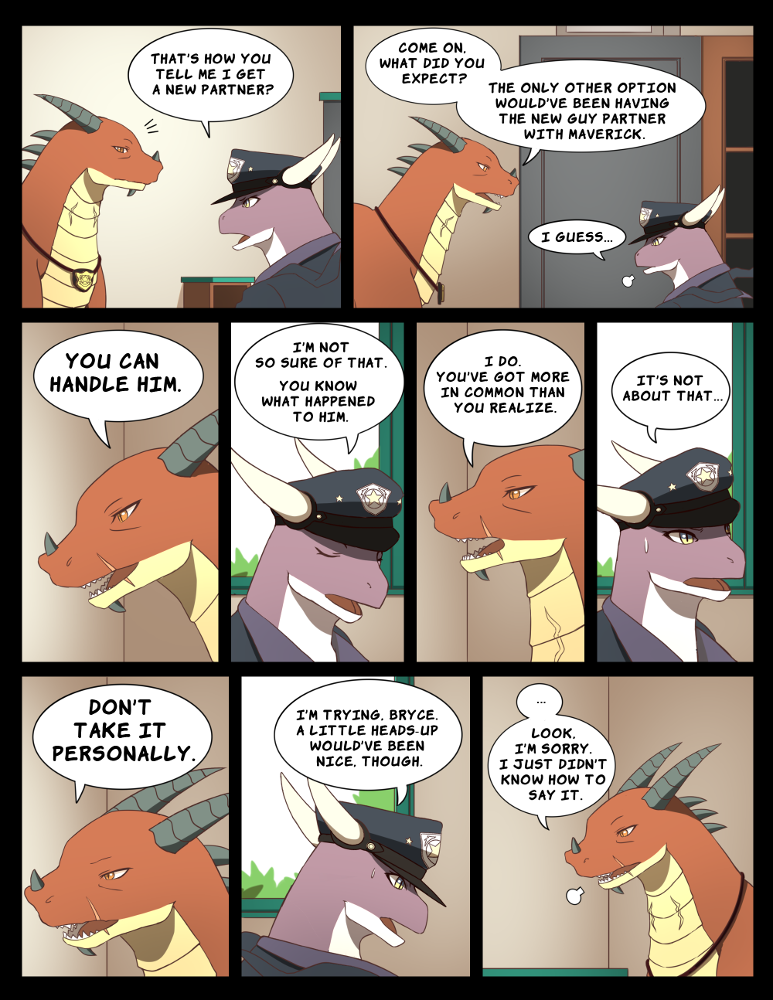 THAT'S HOW YOU
TELL ME I GET
A NEW PARTNER?
COME ON,
WHAT DID YOU
EXPECT?
THE ONLY OTHER OPTION
WOULD'VE BEEN HAVING
THE NEW GUY PARTNER
WITH MAVERICK.
I GUESS...
YOU CAN
HANDLE HIM.
I'M NOT
SO SURE OF THAT.
YOU KNOW
WHAT HAPPENED
TO HIM.
I DO.
YOU'VE GOT MORE
IN COMMON THAN
YOU REALIZE.
IT'S NOT
ABOUT THAT...
DON'T
TAKE IT
PERSONALLY.
I'M TRYING, BRYCE.
A LITTLE HEADS-UP
WOULD'VE BEEN
NICE, THOUGH.
...
LOOK,
I'M SORRY.
I JUST DIDN'T
KNOW HOW TO
SAY IT.